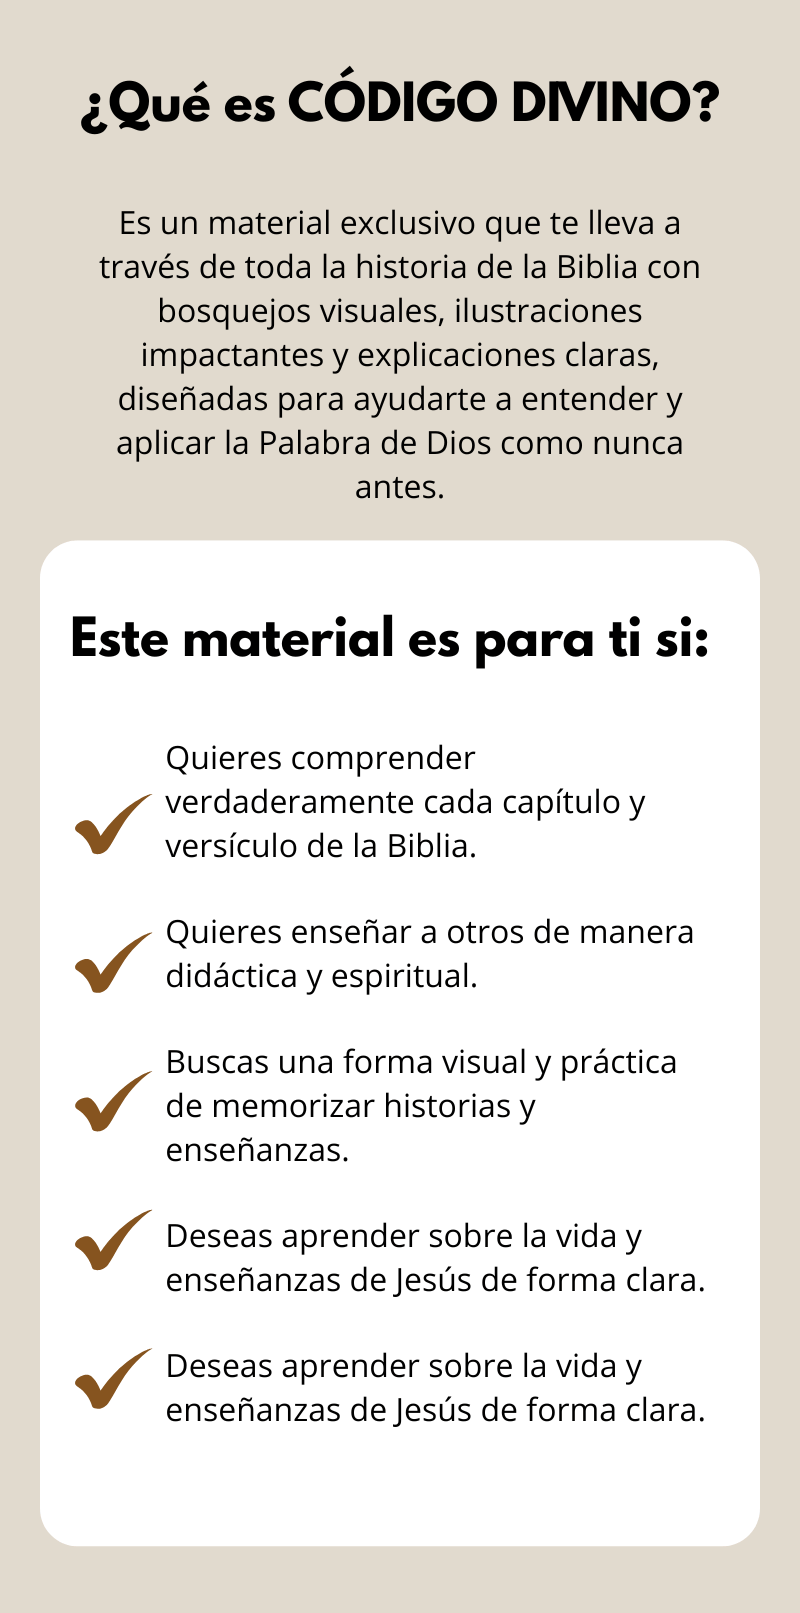 ¿Qué es CÓDIGO DIVINO?
Es un material exclusivo que te lleva a
través de toda la historia de la Biblia con
bosquejos visuales, ilustraciones
impactantes y explicaciones claras,
diseñadas para ayudarte a entender y
aplicar la Palabra de Dios como nunca
antes.
Este material es para ti si:
Quieres comprender
verdaderamente cada capítulo y
versículo de la Biblia.
Quieres enseñar a otros de manera
didáctica y espiritual.
Buscas una forma visual y práctica
de memorizar historias y
enseñanzas.
Deseas aprender sobre la vida y
enseñanzas de Jesús de forma clara.
Deseas aprender sobre la vida y
enseñanzas de Jesús de forma clara.